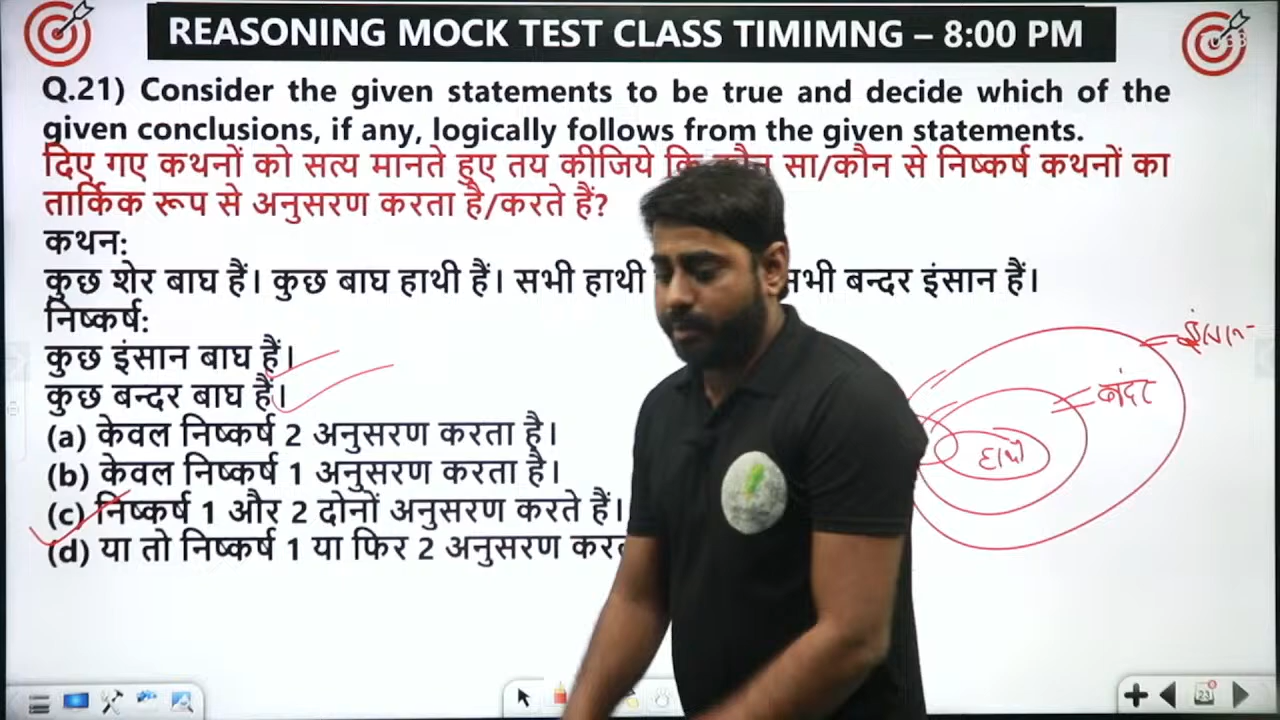 REASONING MOCK TEST CLASS TIMIMNG – 8:00 PM
Q.21) Consider the given statements to be true and decide which of the
given conclusions, if any, logically follows from the given statements.
दिए गए कथनों को सत्य मानते हुए तय कीजिये कि कौन सा/कौन से निष्कर्ष कथनों का
तार्किक रूप से अनुसरण करता है/करते हैं?
कथन:
कुछ शेर बाघ हैं। कुछ बाघ हाथी हैं। सभी हाथी सभी बन्दर इंसान हैं।
निष्कर्ष:
कुछ इंसान बाघ हैं।
कुछ बन्दर बाघ हैं।
(a) केवल निष्कर्ष 2 अनुसरण करता है।
(b) केवल निष्कर्ष 1 अनुसरण करता है।
(c) निष्कर्ष 1 और 2 दोनों अनुसरण करते हैं।
(d) या तो निष्कर्ष 1 या फिर 2 अनुसरण
इंसान
बंदर
हाथी
23